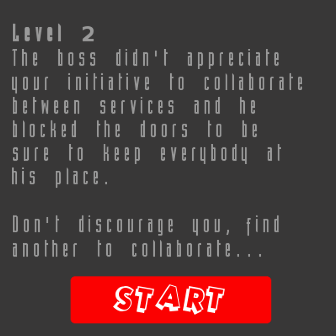 Level 2
The boss didn't appreciate
your initiative to collaborate
between services and he
blocked the doors to be
sure to keep everybody at
his place.
Don't discourage you, find
another to collaborate...
START